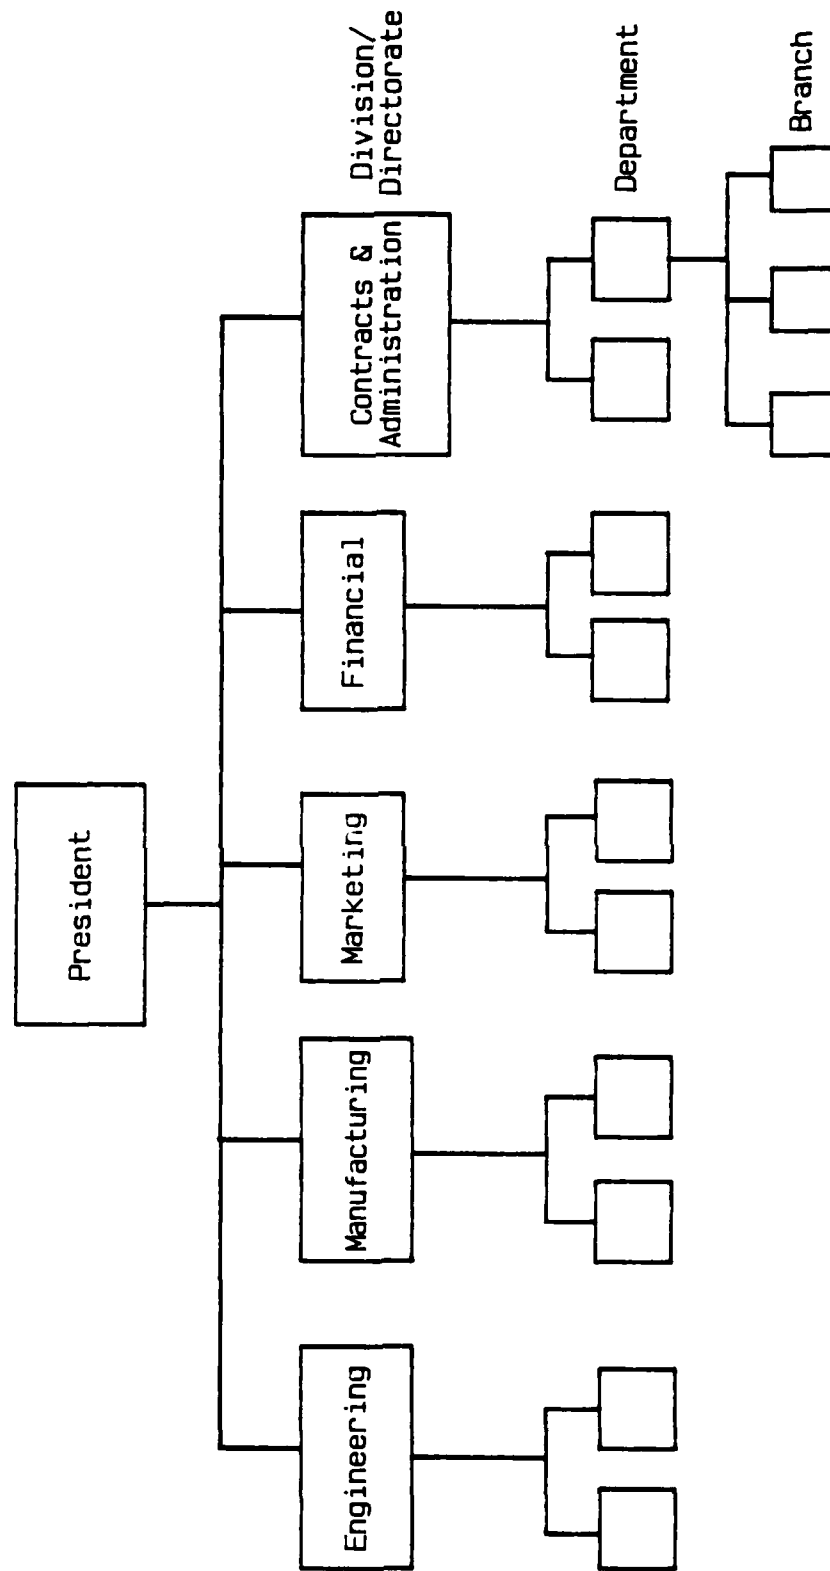 President
Engineering
Manufacturing
Marketing
Financial
Contracts &
Administration
Division/
Directorate
Department
Branch